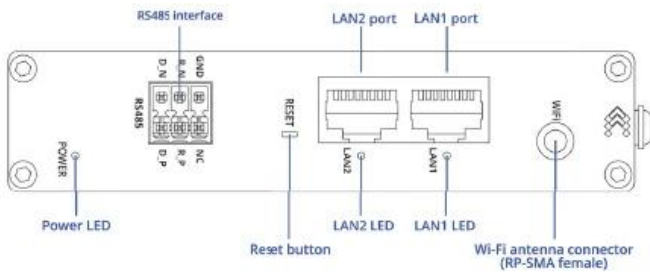 RS485 interface
LAN2 port
LAN1 port
D_N
R_N
GND
RS485
D_P
R_P
NC
POWER
RESET
LAN2
LAN1
WIFI
Power LED
Reset button
LAN2 LED
LAN1 LED
Wi-Fi antenna connector
(RP-SMA female)